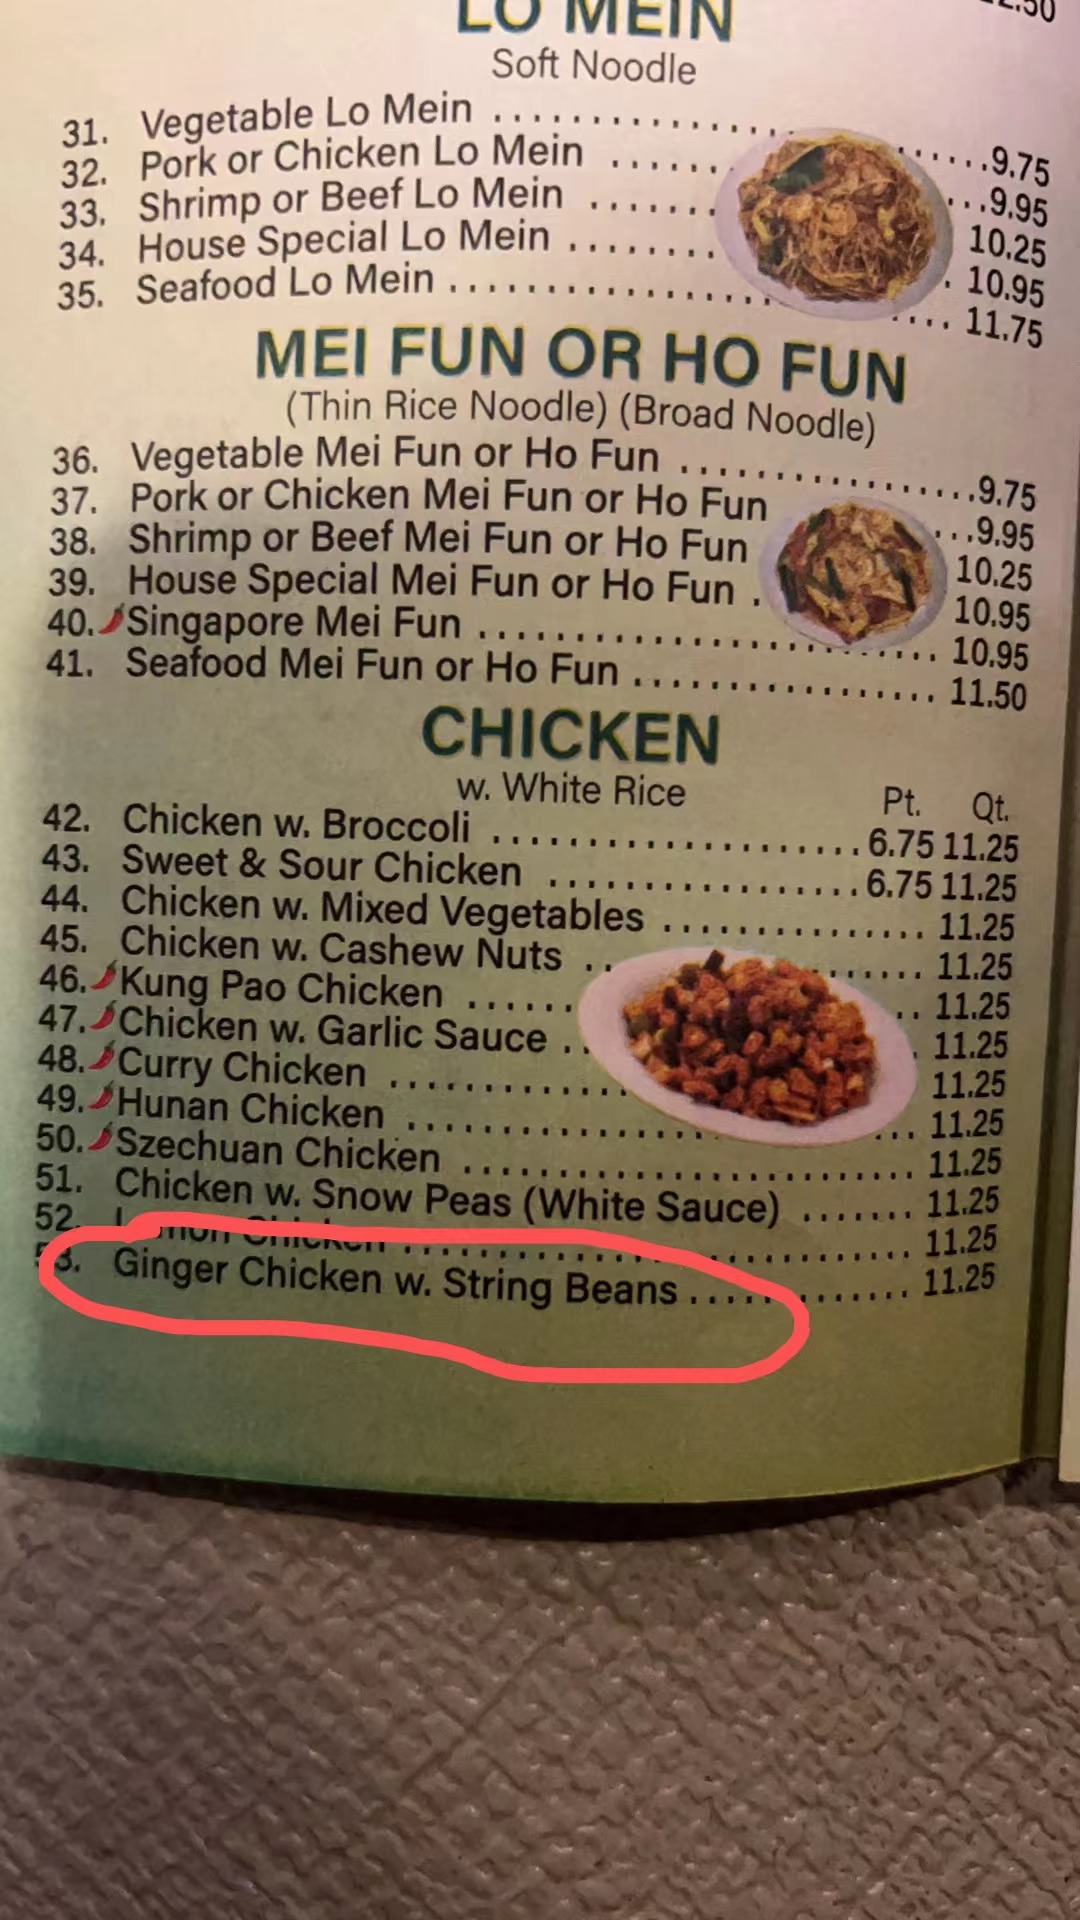 LO MEIN
Soft Noodle
31. Vegetable Lo Mein ...... 9.75
32. Pork or Chicken Lo Mein ...... 9.95
33. Shrimp or Beef Lo Mein ...... 10.25
34. House Special Lo Mein ...... 10.95
35. Seafood Lo Mein ...... 11.75
MEI FUN OR HO FUN
(Thin Rice Noodle) (Broad Noodle)
36. Vegetable Mei Fun or Ho Fun ...... 9.75
37. Pork or Chicken Mei Fun or Ho Fun ...9.95
38. Shrimp or Beef Mei Fun or Ho Fun 10.25
39. House Special Mei Fun or Ho Fun . 10.95
40. Singapore Mei Fun ...... 10.95
41. Seafood Mei Fun or Ho Fun ...... 11.50
CHICKEN
w. White Rice Pt. Qt.
42. Chicken w. Broccoli ...... 6.75 11.25
43. Sweet & Sour Chicken ...... 6.75 11.25
44. Chicken w. Mixed Vegetables ...... 11.25
45. Chicken w. Cashew Nuts ...... 11.25
46. Kung Pao Chicken ...... 11.25
47. Chicken w. Garlic Sauce ... 11.25
48. Curry Chicken ...... 11.25
49. Hunan Chicken ...... 11.25
50. Szechuan Chicken ...... 11.25
51. Chicken w. Snow Peas (White Sauce) ...... 11.25
52. Lemon Chicken ...... 11.25
53. Ginger Chicken w. String Beans ...... 11.25